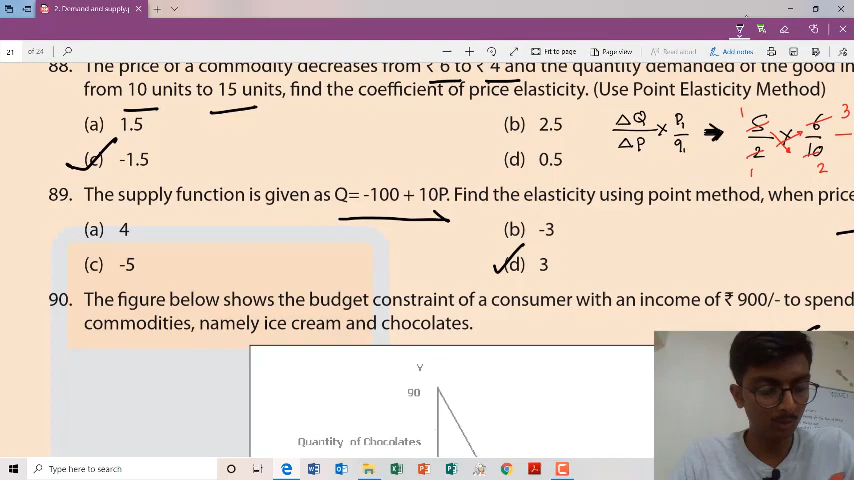 2. Demand and supply.p
21 of 24
Fit to page
Page view
Read aloud
Add notes
88. The price of a commodity decreases from ₹ 6 to ₹ 4 and the quantity demanded of the good in
from 10 units to 15 units, find the coefficient of price elasticity. (Use Point Elasticity Method)
(a) 1.5
(b) 2.5
(c) -1.5
(d) 0.5
ΔQ/ΔP × P1/q1 → 5/2 × 6/10
1 1 3 2
89. The supply function is given as Q= -100 + 10P. Find the elasticity using point method, when price
(a) 4
(b) -3
(c) -5
(d) 3
90. The figure below shows the budget constraint of a consumer with an income of ₹ 900/- to spend
commodities, namely ice cream and chocolates.
Y
90
Quantity of Chocolates
Type here to search